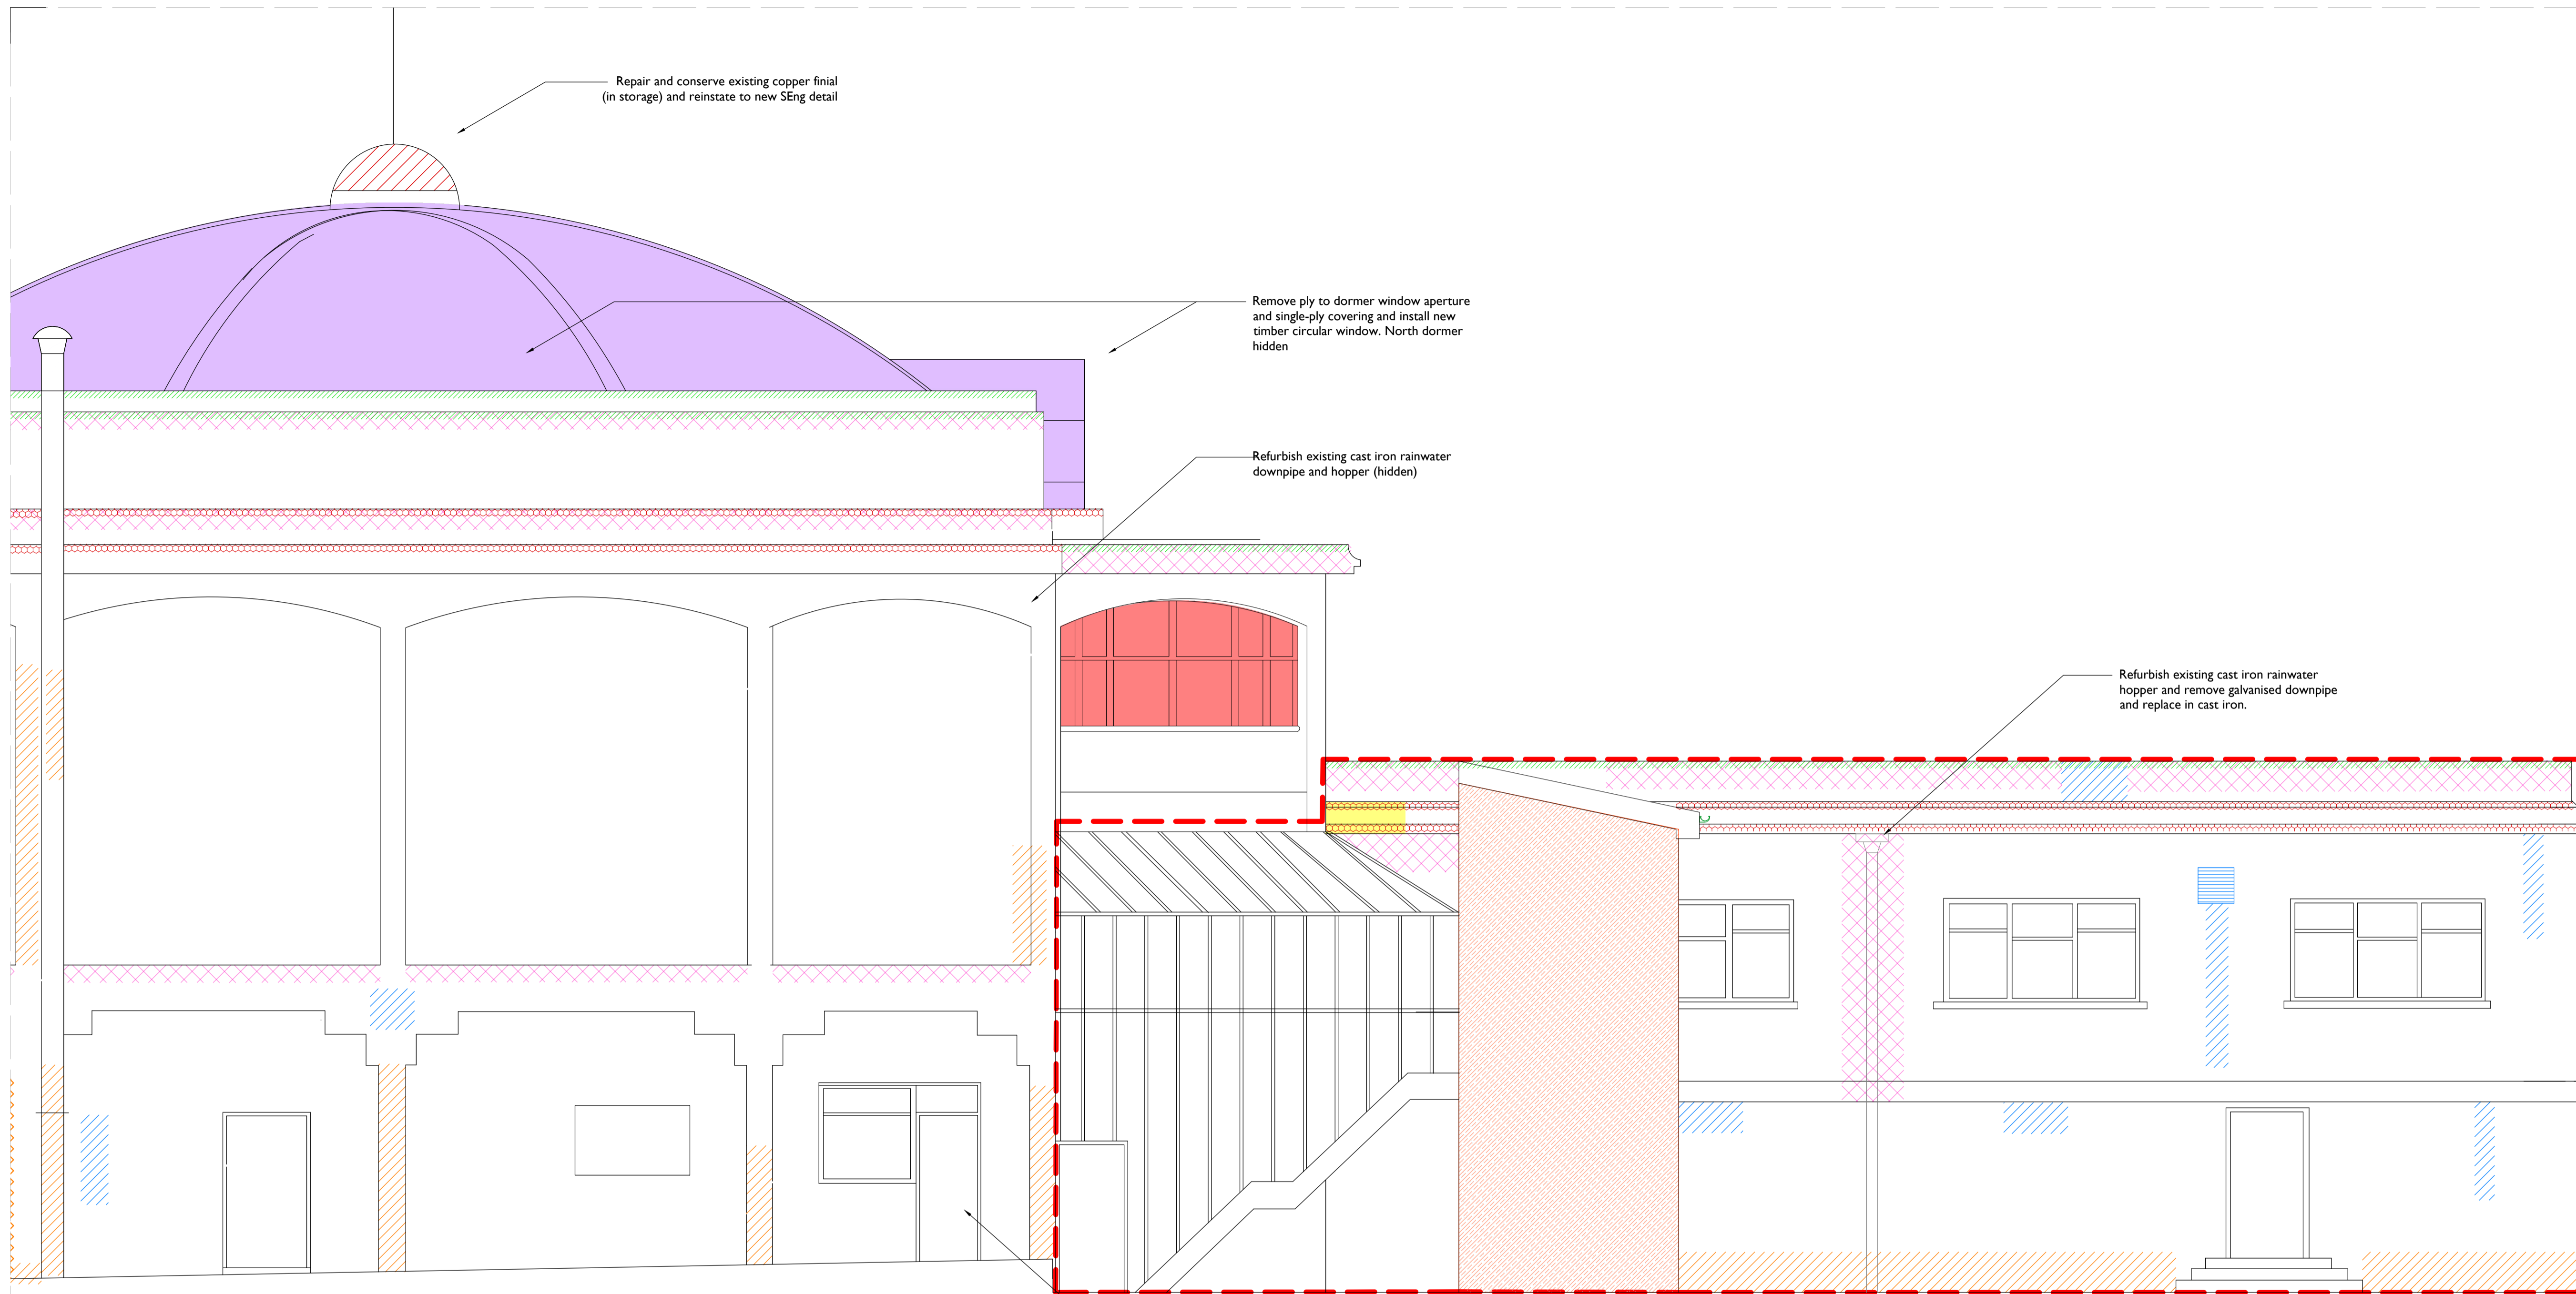 Repair and conserve existing copper finial
(in storage) and reinstate to new SEng detail
Remove ply to dormer window aperture
and single-ply covering and install new
timber circular window. North dormer
hidden
Refurbish existing cast iron rainwater
downpipe and hopper (hidden)
Refurbish existing cast iron rainwater
hopper and remove galvanised downpipe
and replace in cast iron.